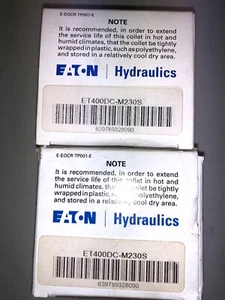 E-EOCR-TP001-E
NOTE
It is recommended, in order to extend
the service life of this collet in hot and
humid climates, that the collet be tightly
wrapped in plastic, such as polyethylene,
and stored in a relatively cool dry area.
EATON Hydraulics
ET400DC-M230S
639789328090
E-EOCR-TP001-E
NOTE
It is recommended, in order to extend
the service life of this collet in hot and
humid climates, that the collet be tightly
wrapped in plastic, such as polyethylene,
and stored in a relatively cool dry area.
EATON Hydraulics
ET400DC-M230S
639789328090